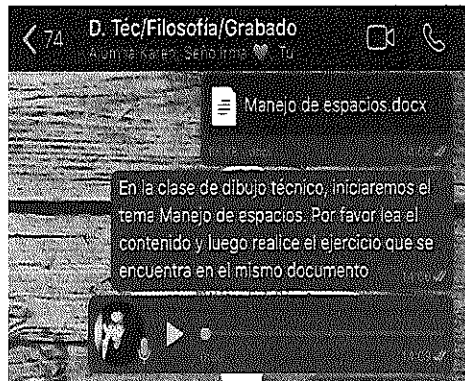 74
D. Téc/Filosofía/Grabado
Tu
Manejo de espacios.docx
En la clase de dibujo técnico, iniciaremos el
tema Manejo de espacios. Por favor lea el
contenido y luego realice el ejercicio que se
encuentra en el mismo documento